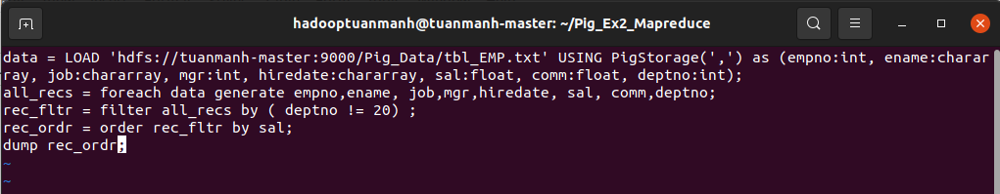 hadooptuanmanh@tuanmanh-master: ~/Pig_Ex2_Mapreduce
data = LOAD 'hdfs://tuanmanh-master:9000/Pig_Data/tbl_EMP.txt' USING PigStorage(',') as (empno:int, ename:charar
ray, job:chararray, mgr:int, hiredate:chararray, sal:float, comm:float, deptno:int);
all_recs = foreach data generate empno,ename, job,mgr,hiredate, sal, comm,deptno;
rec_fltr = filter all_recs by ( deptno != 20) ;
rec_ordr = order rec_fltr by sal;
dump rec_ordr;
~
~